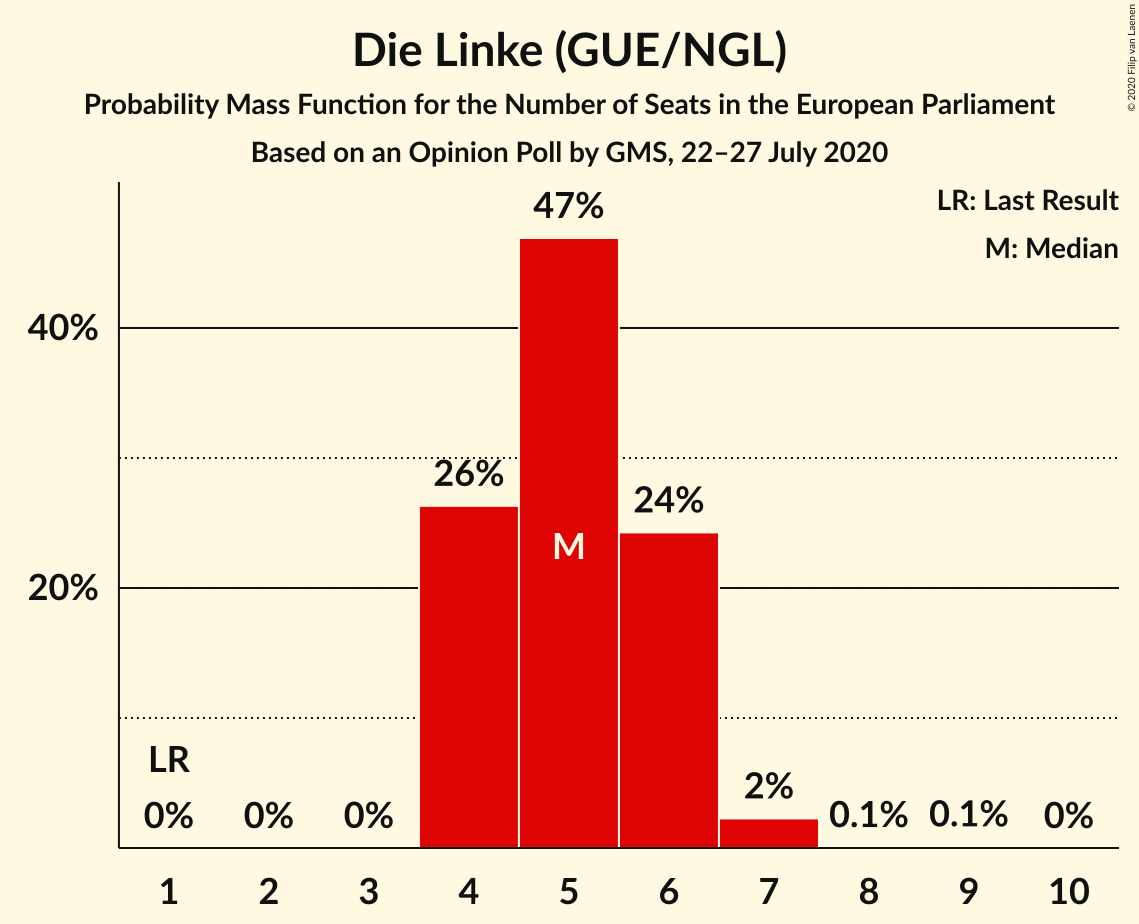 Die Linke (GUE/NGL)
Probability Mass Function for the Number of Seats in the European Parliament
Based on an Opinion Poll by GMS, 22–27 July 2020
© 2020 Filip van Laenen
LR: Last Result
M: Median
47%
40%
26%
24%
M
20%
LR
0%
0%
0%
2%
0.1%
0.1%
0%
1
2
3
4
5
6
7
8
9
10